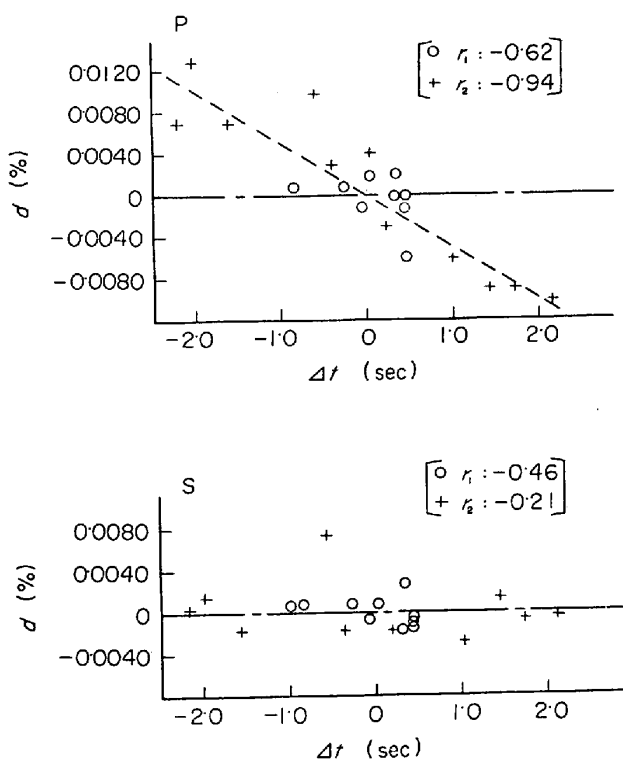 P
O r₁ : −0·62
+ r₂ : −0·94
0·0120
0·0080
0·0040
0
−0·0040
−0·0080
d (%)
−2·0 −1·0 0 1·0 2·0
Δt (sec)
S
O r₁ : −0·46
+ r₂ : −0·21
0·0080
0·0040
0
−0·0040
d (%)
−2·0 −1·0 0 1·0 2·0
Δt (sec)